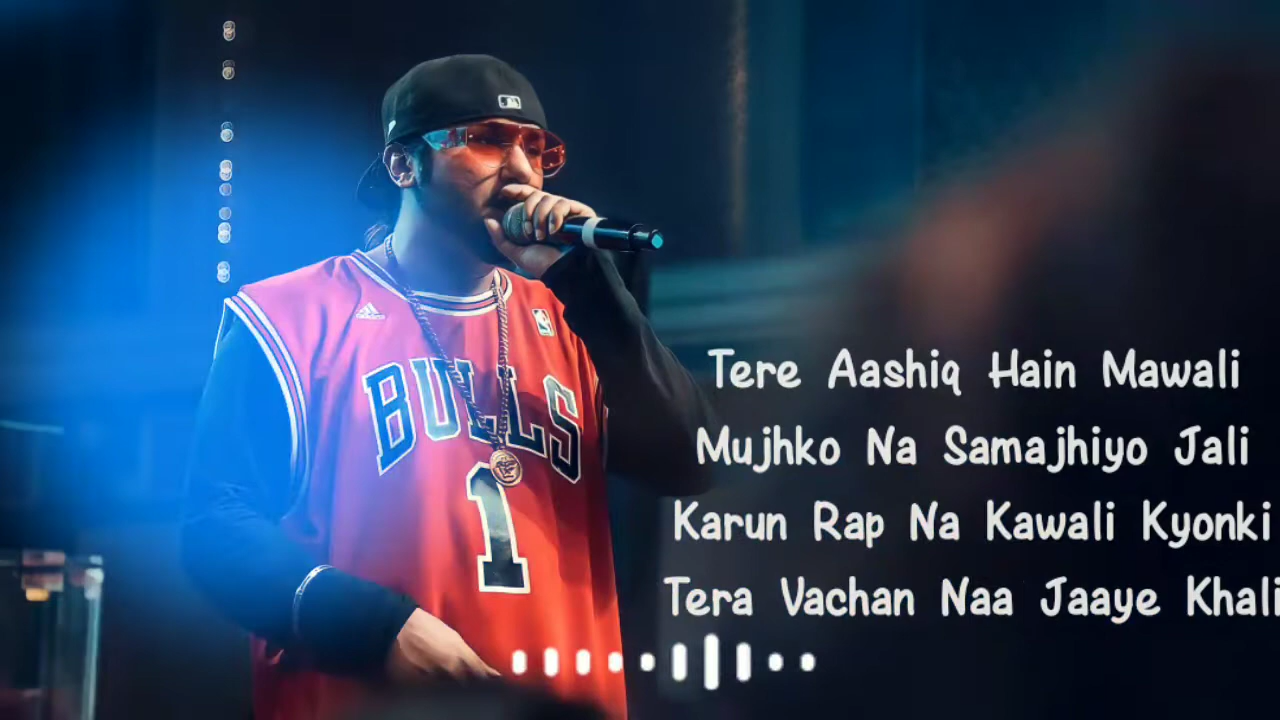 BULLS
1
Tere Aashiq Hain Mawali
Mujhko Na Samajhiyo Jali
Karun Rap Na Kawali Kyonki
Tera Vachan Naa Jaaye Khali